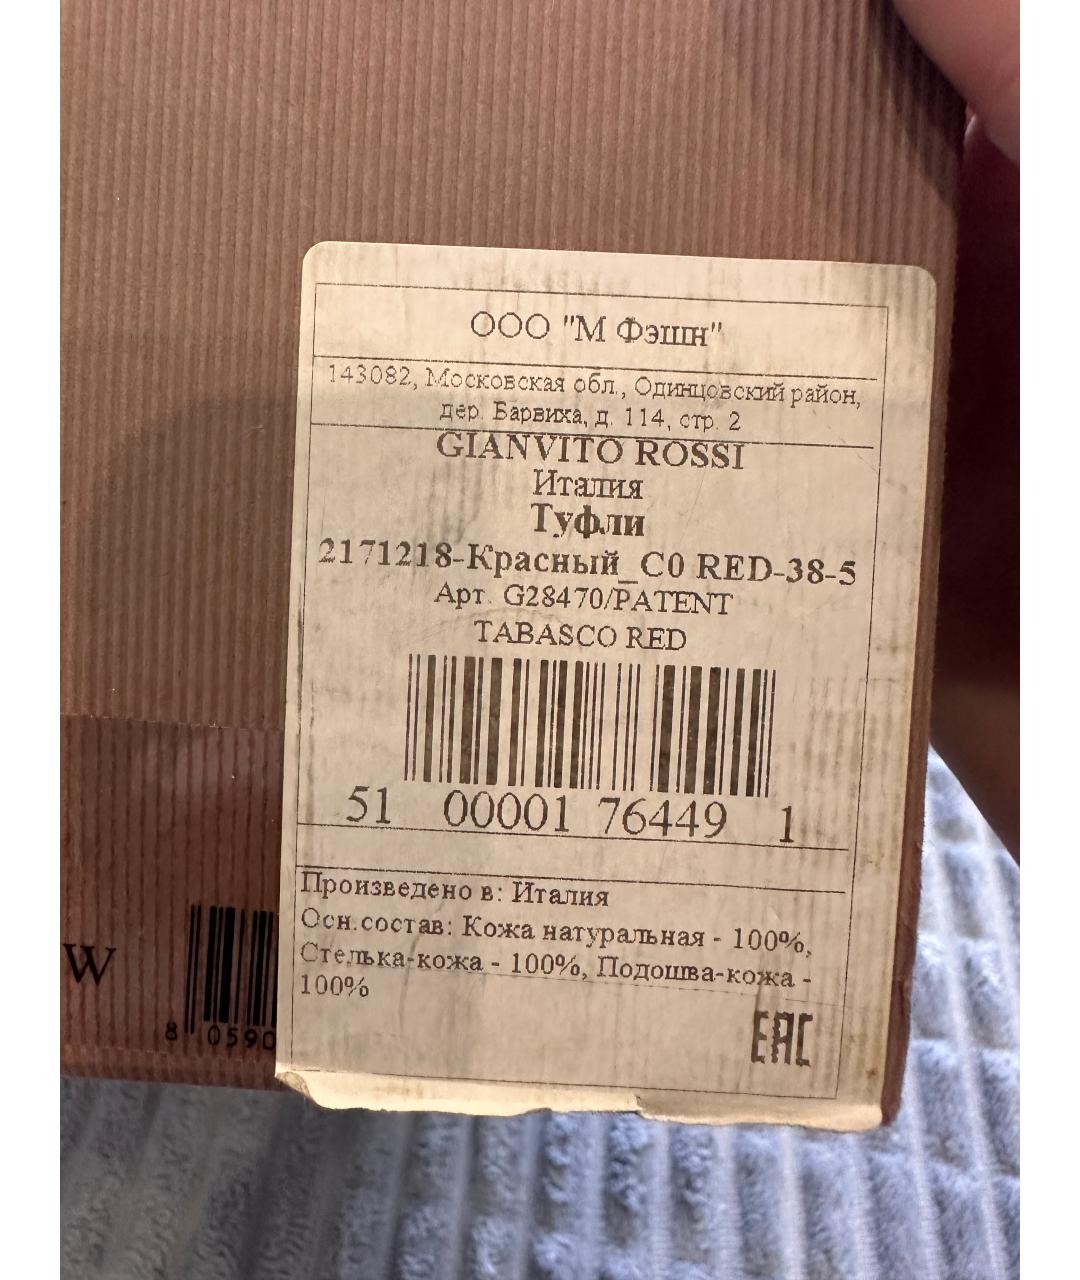 ООО "М Фэшн"
143082, Московская обл., Одинцовский район,
дер. Барвиха, д. 114, стр. 2
GIANVITO ROSSI
Италия
Туфли
2171218-Красный_C0 RED-38-5
Арт. G28470/PATENT
TABASCO RED
51 00001 76449 1
Произведено в: Италия
Осн.состав: Кожа натуральная - 100%,
Стелька-кожа - 100%, Подошва-кожа -
100%
EAC
W
8 0590